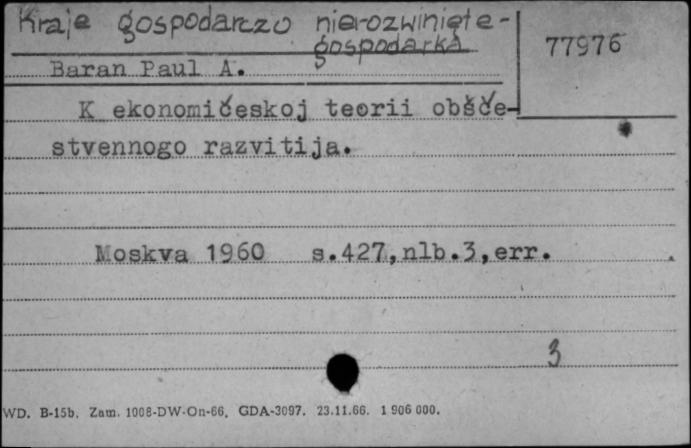 Kraje gospodarczo nierozwinięte-
gospodarka
77976
Baran Paul A.
K ekonomičeskoj teorii obšče-
stvennogo razvitija.
Moskva 1960 s.427,nlb.3,err.
3
WD. B-15b. Zam. 1008-DW-On-66. GDA-3097. 23.11.66. 1 906 000.